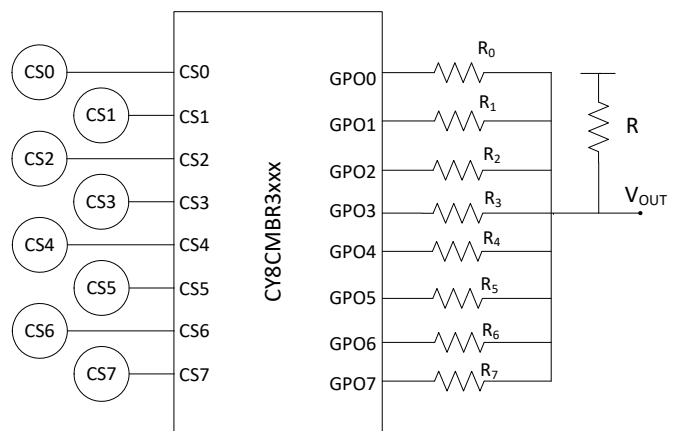 CS0
CS1
CS2
CS3
CS4
CS5
CS6
CS7
CS0
CS1
CS2
CS3
CS4
CS5
CS6
CS7
CY8CMBR3xxx
GPO0
GPO1
GPO2
GPO3
GPO4
GPO5
GPO6
GPO7
R0
R1
R2
R3
R4
R5
R6
R7
R
VOUT